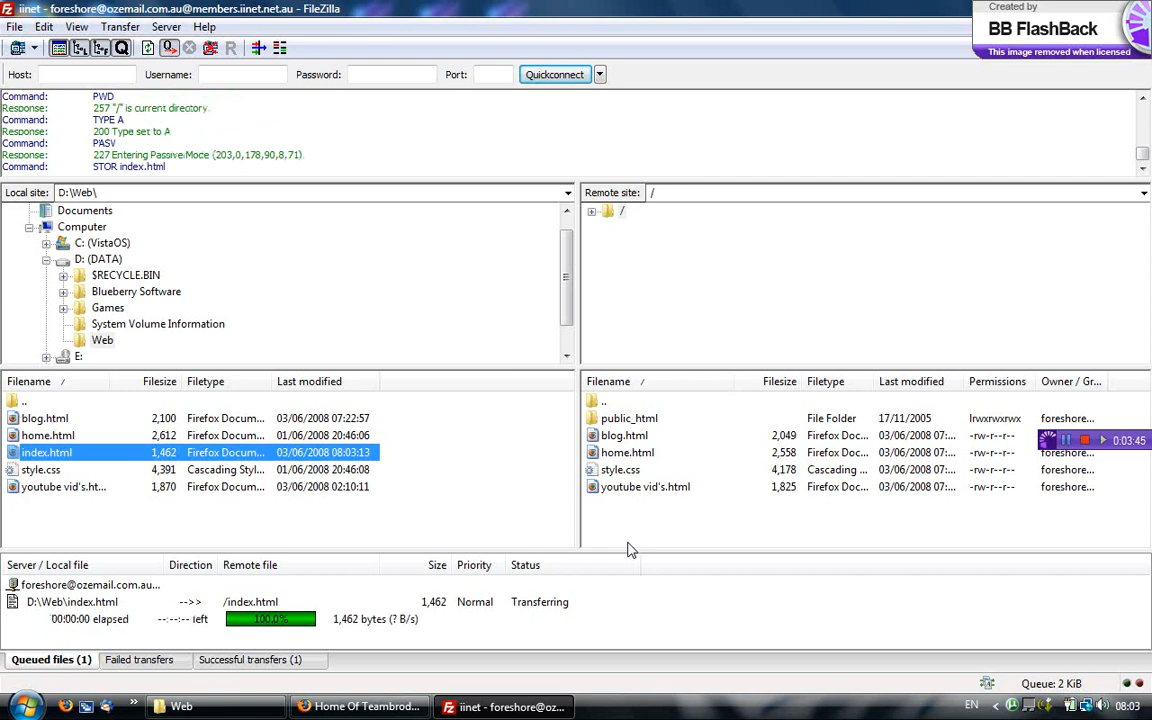 iinet - foreshore@ozemail.com.au@members.iinet.net.au - FileZilla
Created by
BB FlashBack
This image removed when licensed
File Edit View Transfer Server Help
Host: Username: Password: Port: Quickconnect
Command: PWD
Response: 257 "/" is current directory.
Command: TYPE A
Response: 200 Type set to A
Command: PASV
Response: 227 Entering Passive Mode (203,0,178,90,8,71).
Command: STOR index.html
Local site: D:\Web\
Remote site: /
Documents
Computer
C: (VistaOS)
D: (DATA)
$RECYCLE.BIN
Blueberry Software
Games
System Volume Information
Web
E:
/
Filename / Filesize Filetype Last modified
..
blog.html 2,100 Firefox Docum... 03/06/2008 07:22:57
home.html 2,612 Firefox Docum... 01/06/2008 20:46:06
index.html 1,462 Firefox Docum... 03/06/2008 08:03:13
style.css 4,391 Cascading Styl... 01/06/2008 20:46:08
youtube vid's.ht... 1,870 Firefox Docum... 03/06/2008 02:10:11
Filename / Filesize Filetype Last modified Permissions Owner / Gr...
..
public_html File Folder 17/11/2005 lrwxrwxrwx foreshore...
blog.html 2,049 Firefox Doc... 03/06/2008 07:... -rw-r--r-- foreshore...
home.html 2,558 Firefox Doc... 03/06/2008 07:... -rw-r--r-- foreshore...
style.css 4,178 Cascading ... 03/06/2008 07:... -rw-r--r-- foreshore...
youtube vid's.html 1,825 Firefox Doc... 03/06/2008 07:... -rw-r--r-- foreshore...
0:03:45
Server / Local file Direction Remote file Size Priority Status
foreshore@ozemail.com.au...
D:\Web\index.html -->> /index.html 1,462 Normal Transferring
00:00:00 elapsed --:--:-- left 100.0% 1,462 bytes (? B/s)
Queued files (1) Failed transfers Successful transfers (1)
Queue: 2 KiB
Web Home Of Teambrod... iinet - foreshore@oz... EN 08:03